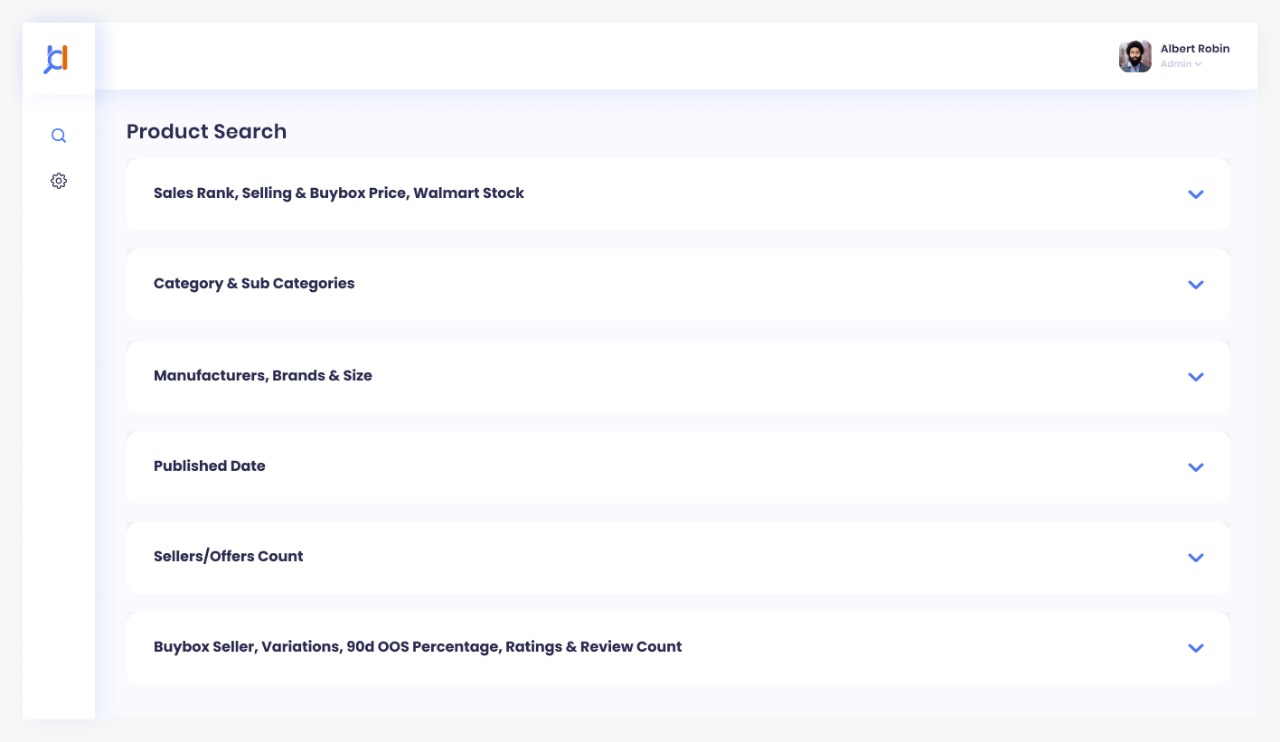 Albert Robin
Admin
Product Search
Sales Rank, Selling & Buybox Price, Walmart Stock
Category & Sub Categories
Manufacturers, Brands & Size
Published Date
Sellers/Offers Count
Buybox Seller, Variations, 90d OOS Percentage, Ratings & Review Count